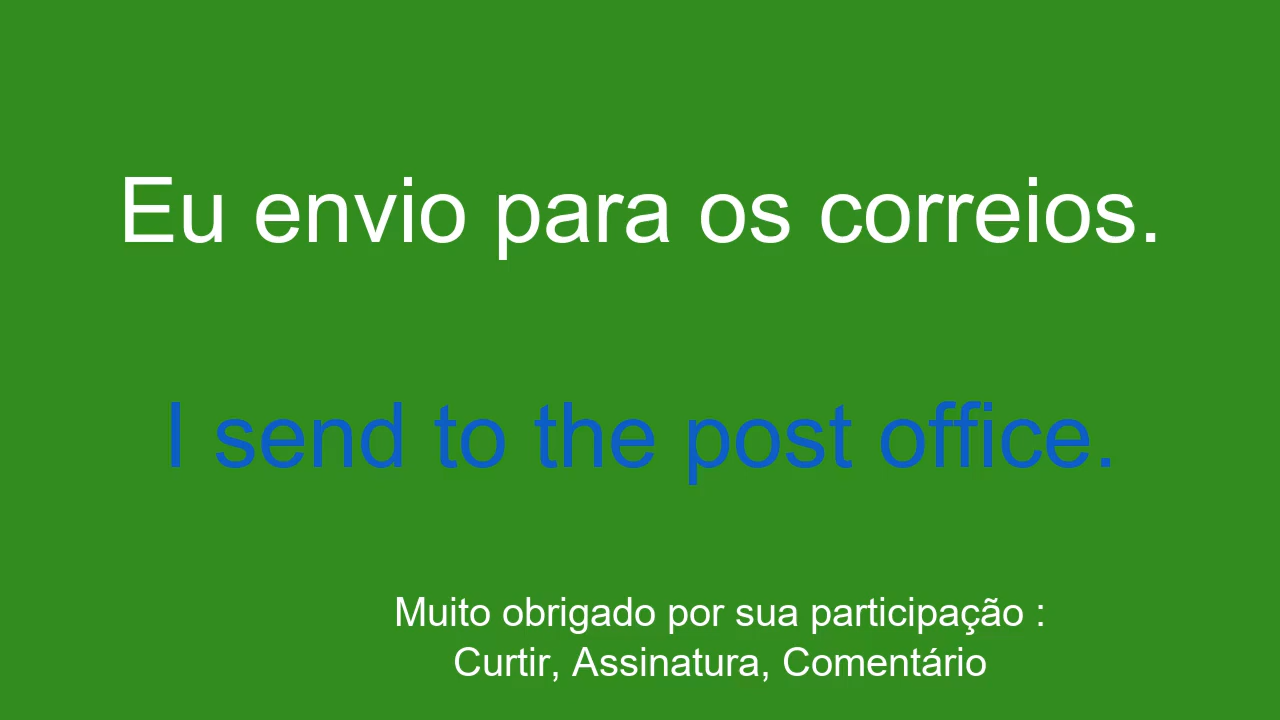 Eu envio para os correios.
I send to the post office.
Muito obrigado por sua participação :
Curtir, Assinatura, Comentário